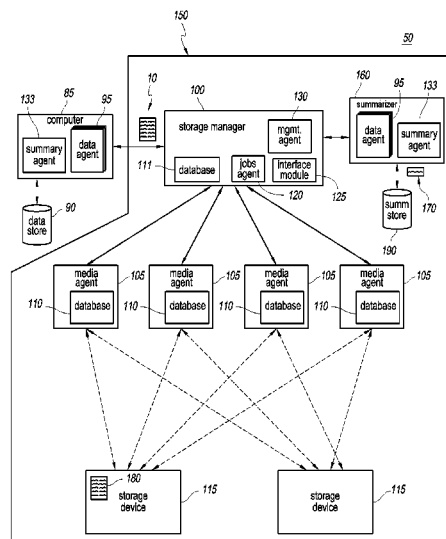 150
50
10
100
130
160
95
133
133
85
95
computer
summary agent
data agent
storage manager
mgmt. agent
111
database
jobs agent
interface module
120
125
summarizer
data agent
summary agent
90
data store
170
summ store
190
media agent
105
110
database
media agent
105
110
database
media agent
105
110
database
media agent
105
110
database
180
storage device
115
storage device
115